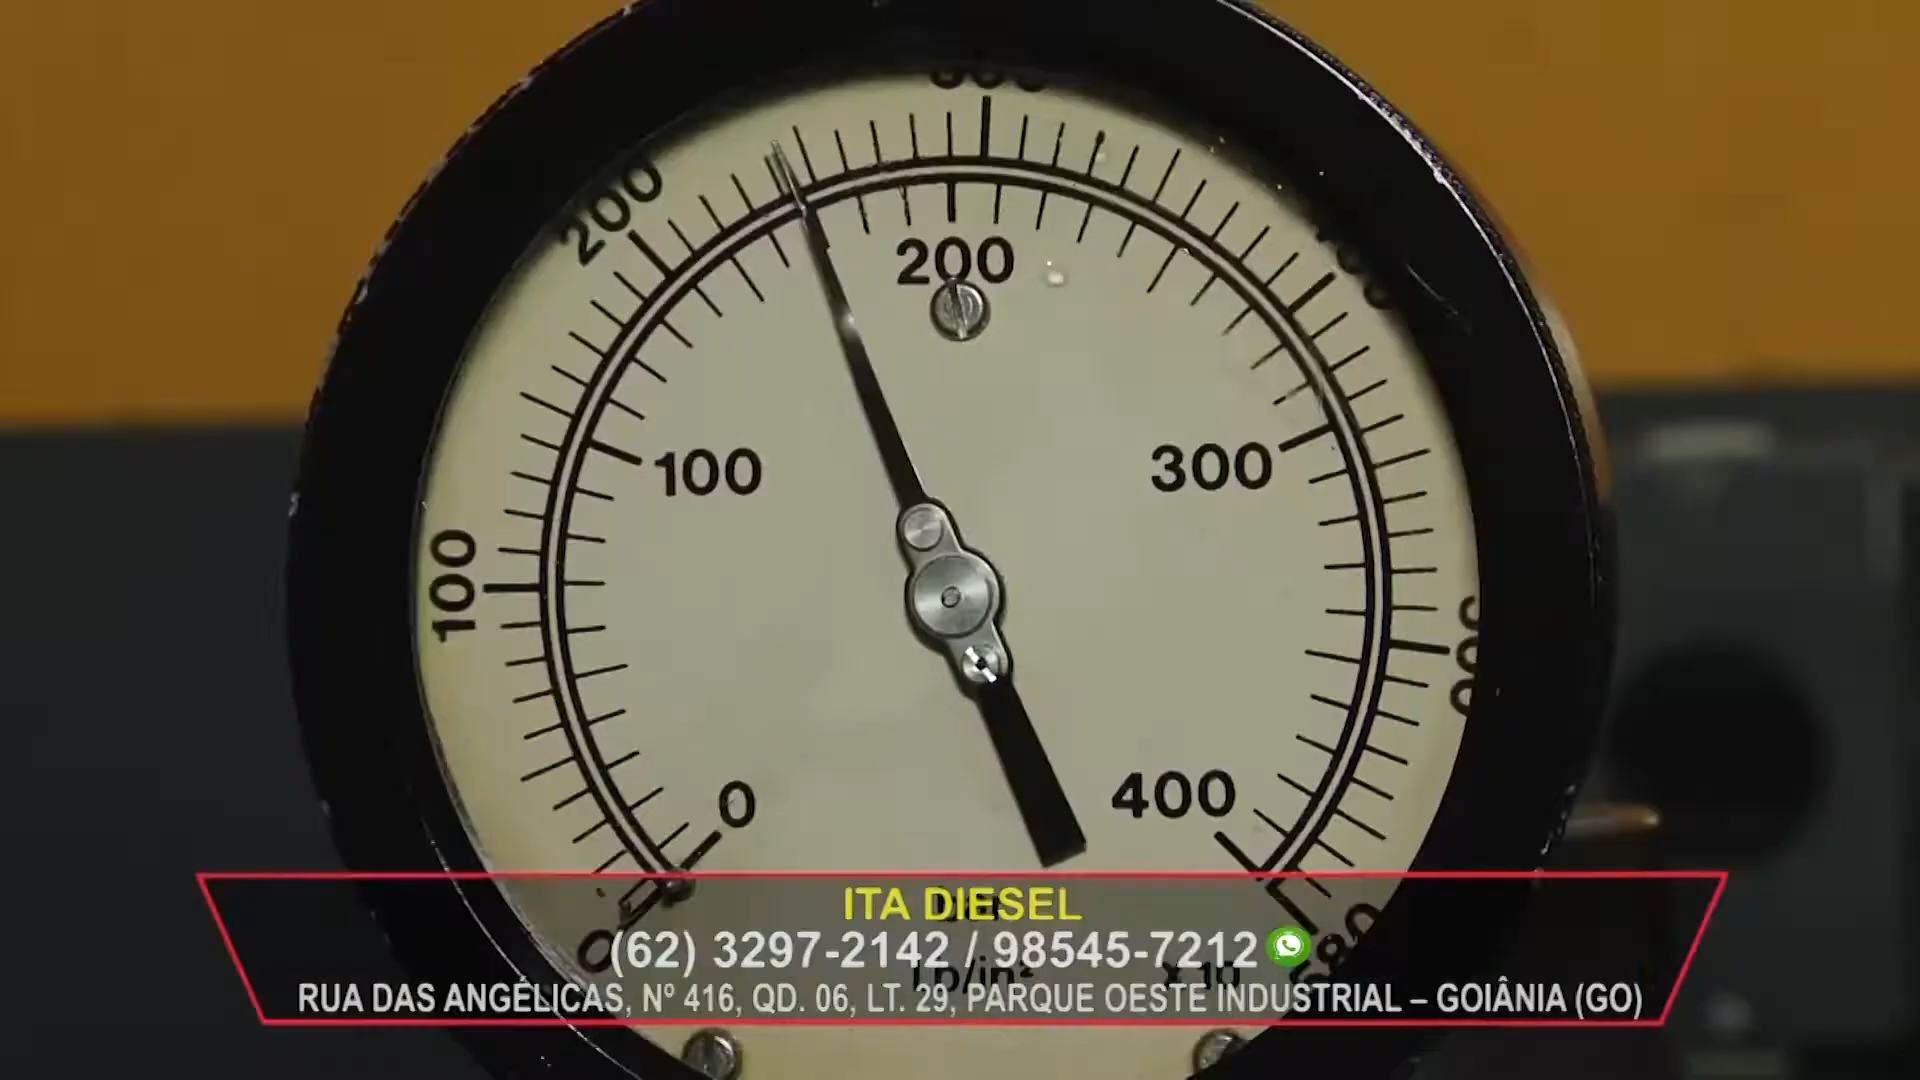 200
200
100
300
100
0
400
ITA DIESEL
(62) 3297-2142 / 98545-7212
RUA DAS ANGÉLICAS, Nº 416, QD. 06, LT. 29, PARQUE OESTE INDUSTRIAL – GOIÂNIA (GO)